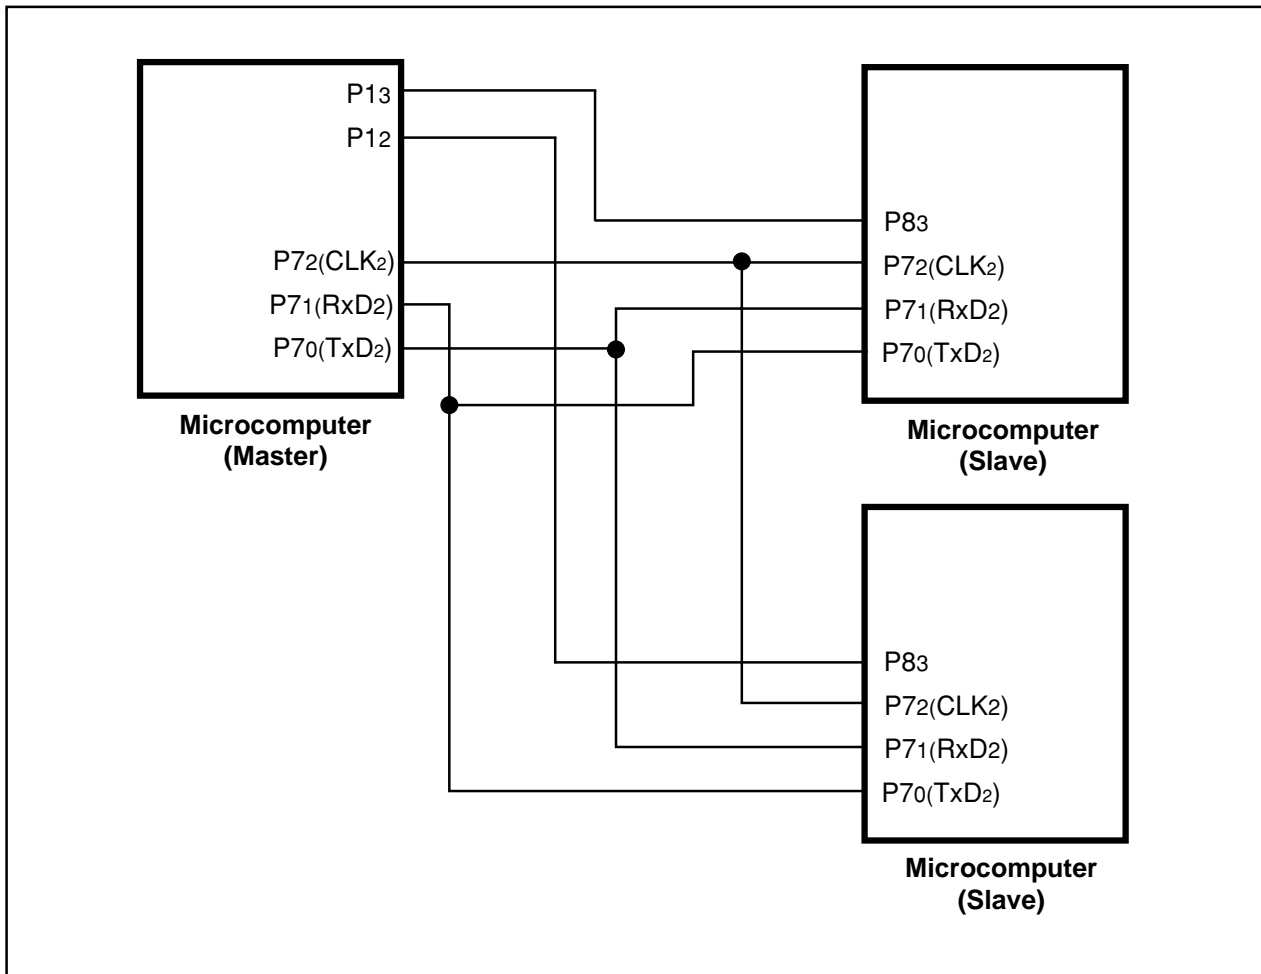 P13
P12
P72(CLK2)
P71(RxD2)
P70(TxD2)
Microcomputer
(Master)
P83
P72(CLK2)
P71(RxD2)
P70(TxD2)
Microcomputer
(Slave)
P83
P72(CLK2)
P71(RxD2)
P70(TxD2)
Microcomputer
(Slave)